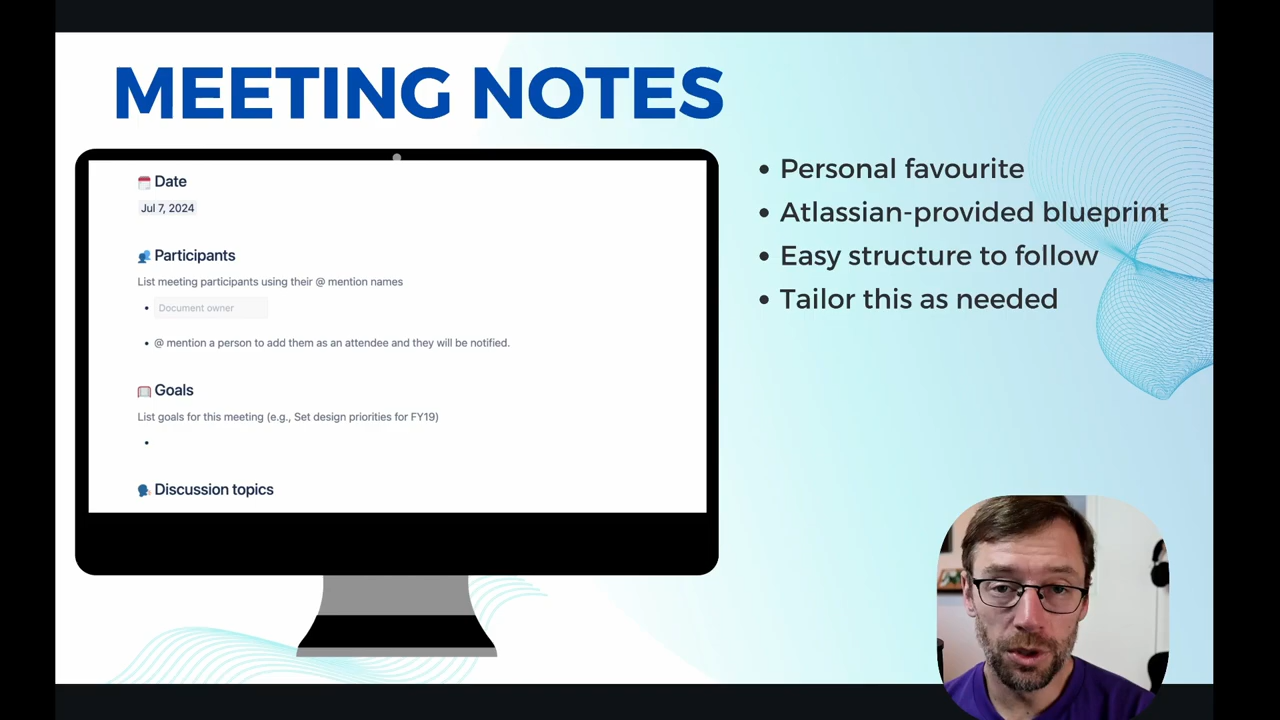 MEETING NOTES
Date
Jul 7, 2024
Participants
List meeting participants using their @ mention names
• Document owner
• @ mention a person to add them as an attendee and they will be notified.
Goals
List goals for this meeting (e.g., Set design priorities for FY19)
•
Discussion topics
• Personal favourite
• Atlassian-provided blueprint
• Easy structure to follow
• Tailor this as needed